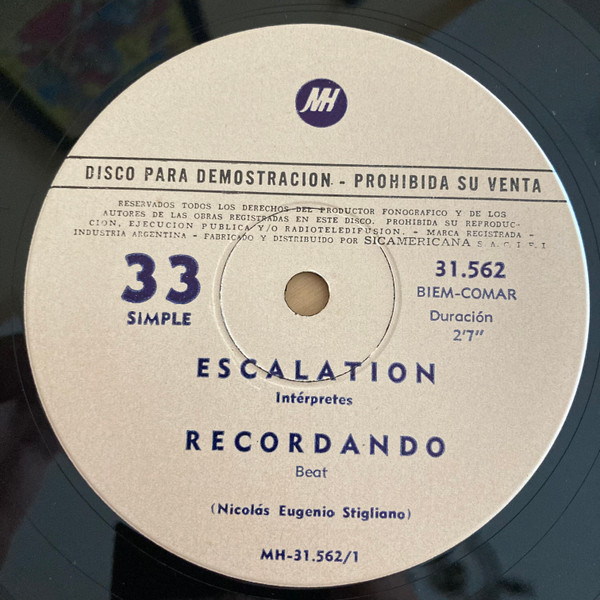 MH
DISCO PARA DEMOSTRACION - PROHIBIDA SU VENTA
RESERVADOS TODOS LOS DERECHOS DEL PRODUCTOR FONOGRAFICO Y DE LOS
AUTORES DE LAS OBRAS REGISTRADAS EN ESTE DISCO. PROHIBIDA SU REPRODUC-
CION, EJECUCION PUBLICA Y/O RADIOTELEDIFUSION. - MARCA REGISTRADA -
INDUSTRIA ARGENTINA - FABRICADO Y DISTRIBUIDO POR SICAMERICANA S.A.C.I.F.I
33
SIMPLE
31.562
BIEM-COMAR
Duración
2'7"
ESCALATION
Intérpretes
RECORDANDO
Beat
(Nicolás Eugenio Stigliano)
MH-31.562/1